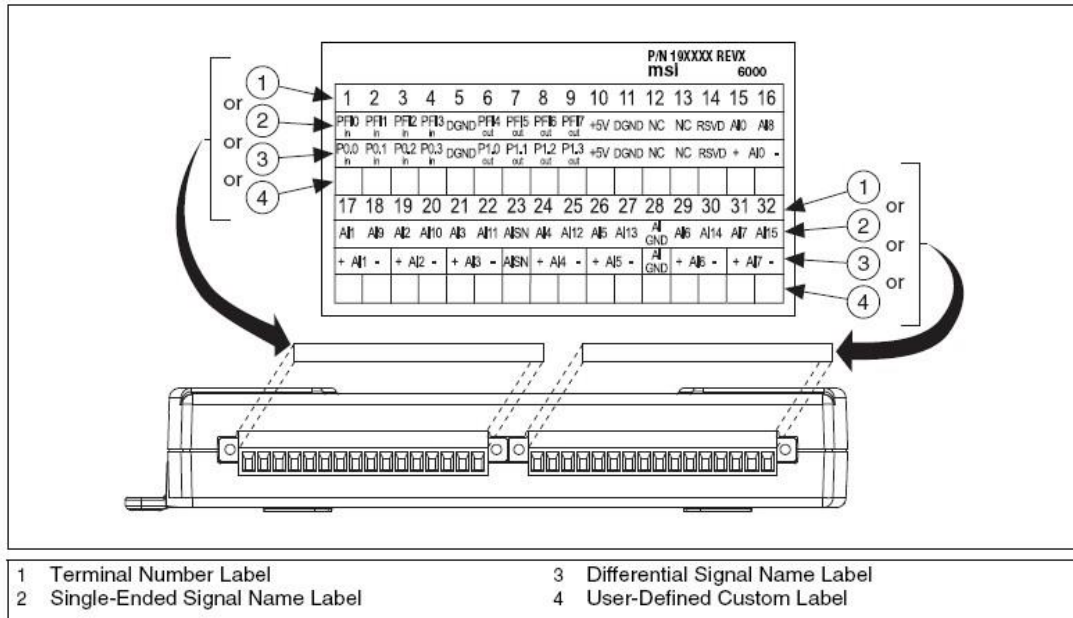 P/N 19XXXX REVX
msi 6000
1 or 2 or 3 or 4
1 2 3 4 5 6 7 8 9 10 11 12 13 14 15 16
PFI0 in PFI1 in PFI2 in PFI3 in DGND PFI4 out PFI5 out PFI6 out PFI7 out +5V DGND NC NC RSVD AI0 AI8
P0.0 in P0.1 in P0.2 in P0.3 in DGND P1.0 out P1.1 out P1.2 out P1.3 out +5V DGND NC NC RSVD + AI0 -
17 18 19 20 21 22 23 24 25 26 27 28 29 30 31 32
AI1 AI9 AI2 AI10 AI3 AI11 AISN AI4 AI12 AI5 AI13 AI GND AI6 AI14 AI7 AI15
+ AI1 - + AI2 - + AI3 - AISN + AI4 - + AI5 - AI GND + AI6 - + AI7 -
1 or 2 or 3 or 4
1 Terminal Number Label
2 Single-Ended Signal Name Label
3 Differential Signal Name Label
4 User-Defined Custom Label